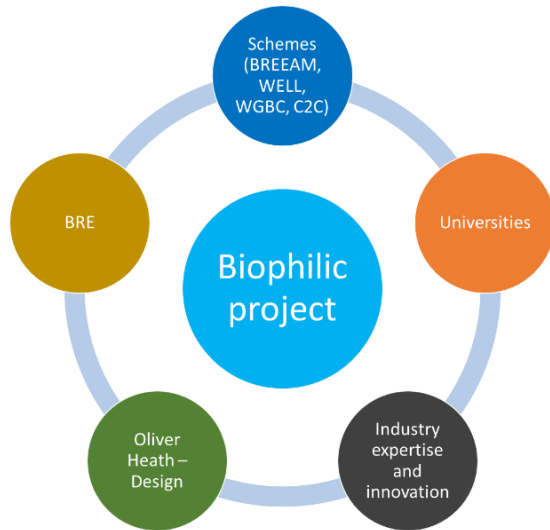 Schemes
(BREEAM,
WELL,
WGBC, C2C)
BRE
Universities
Biophilic
project
Oliver
Heath –
Design
Industry
expertise
and
innovation